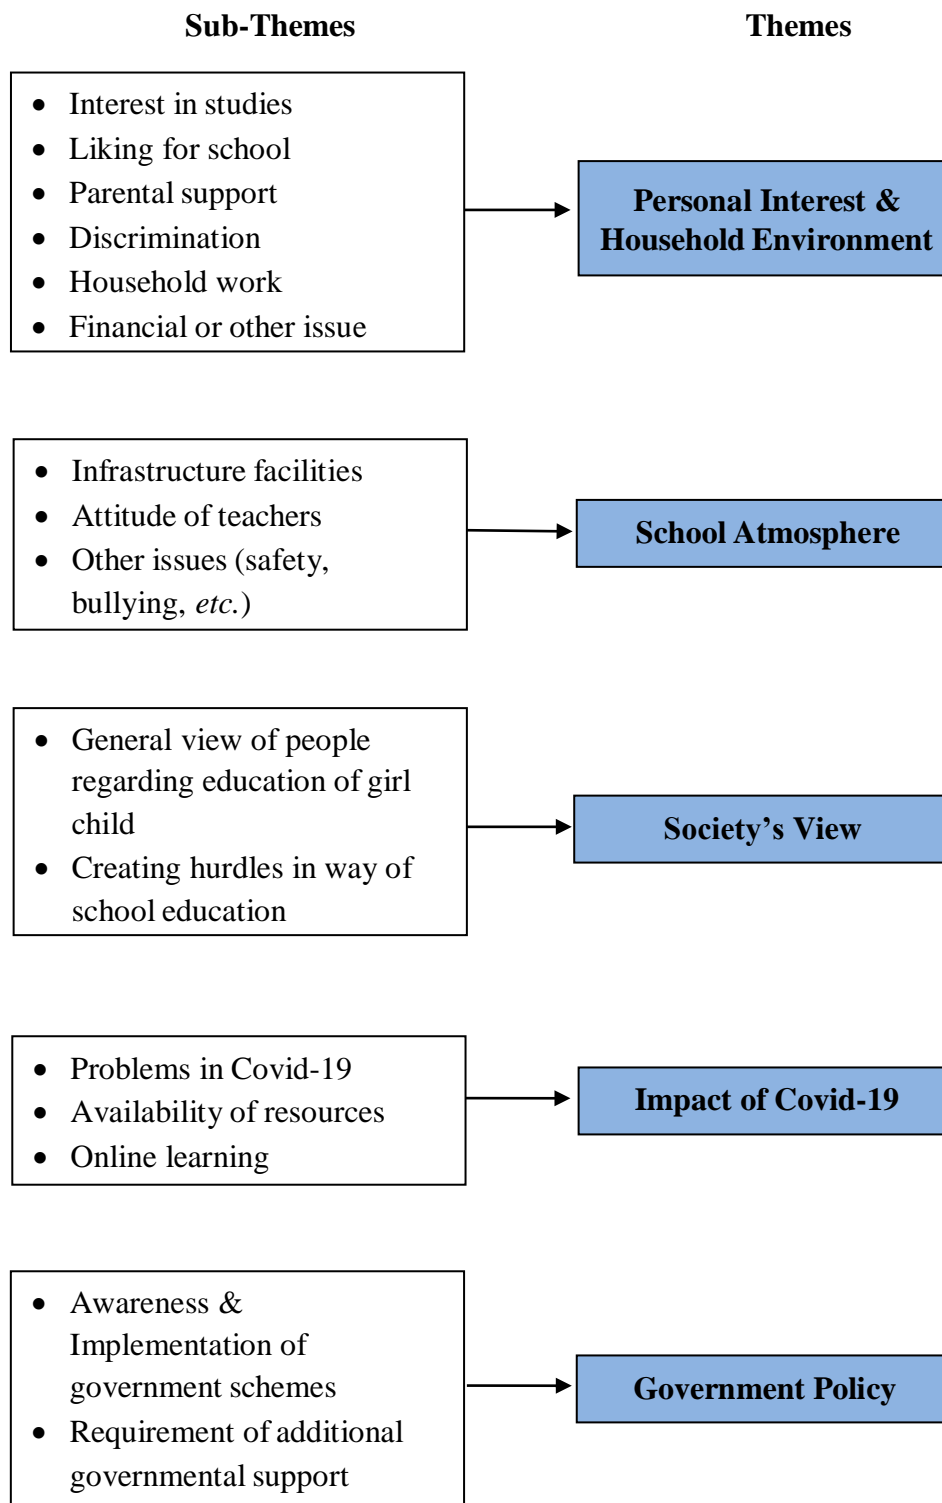 Sub-Themes
Themes
• Interest in studies
• Liking for school
• Parental support
• Discrimination
• Household work
• Financial or other issue
Personal Interest &
Household Environment
• Infrastructure facilities
• Attitude of teachers
• Other issues (safety,
bullying, etc.)
School Atmosphere
• General view of people
regarding education of girl
child
• Creating hurdles in way of
school education
Society’s View
• Problems in Covid-19
• Availability of resources
• Online learning
Impact of Covid-19
• Awareness &
Implementation of
government schemes
• Requirement of additional
governmental support
Government Policy